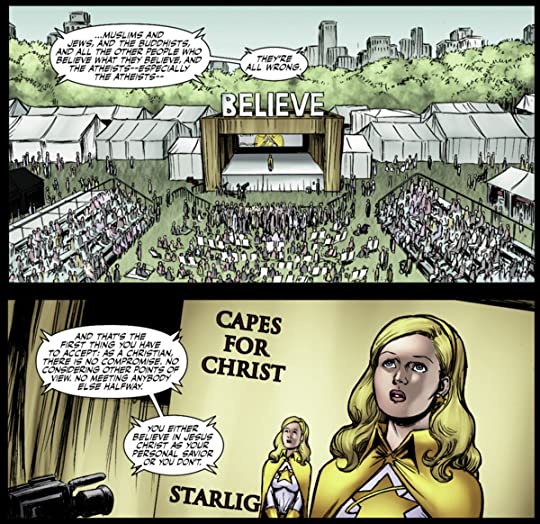 ...MUSLIMS AND
JEWS, AND THE BUDDHISTS,
AND ALL THE OTHER PEOPLE WHO
BELIEVE WHAT THEY BELIEVE, AND
THE ATHEISTS--ESPECIALLY
THE ATHEISTS--
THEY'RE
ALL WRONG.
BELIEVE
AND THAT'S THE
FIRST THING YOU HAVE
TO ACCEPT: AS A CHRISTIAN,
THERE IS NO COMPROMISE. NO
CONSIDERING OTHER POINTS OF
VIEW. NO MEETING ANYBODY
ELSE HALFWAY.
YOU EITHER
BELIEVE IN JESUS
CHRIST AS YOUR
PERSONAL SAVIOR
OR YOU DON'T.
CAPES
FOR
CHRIST
STARLIG